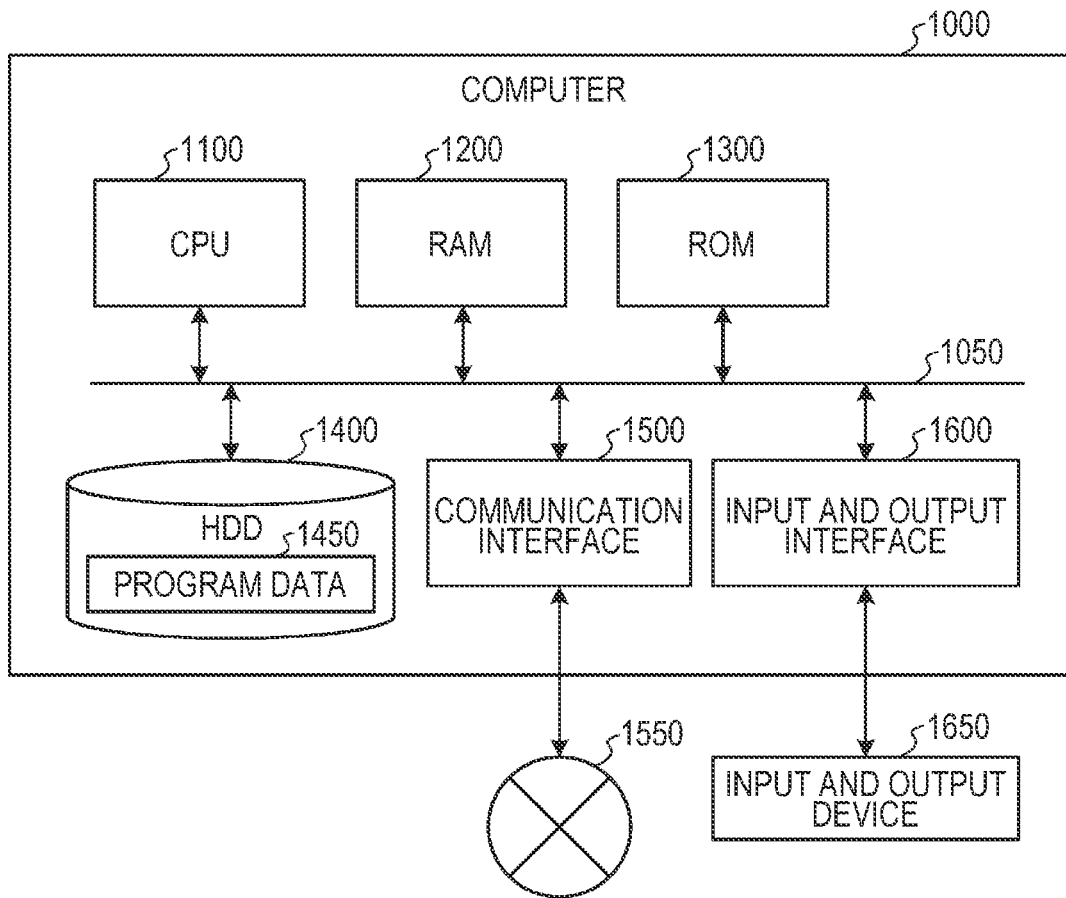 1000
COMPUTER
1100
1200
1300
CPU
RAM
ROM
1050
1400
1500
1600
HDD
1450
PROGRAM DATA
COMMUNICATION
INTERFACE
INPUT AND OUTPUT
INTERFACE
1550
1650
INPUT AND OUTPUT
DEVICE